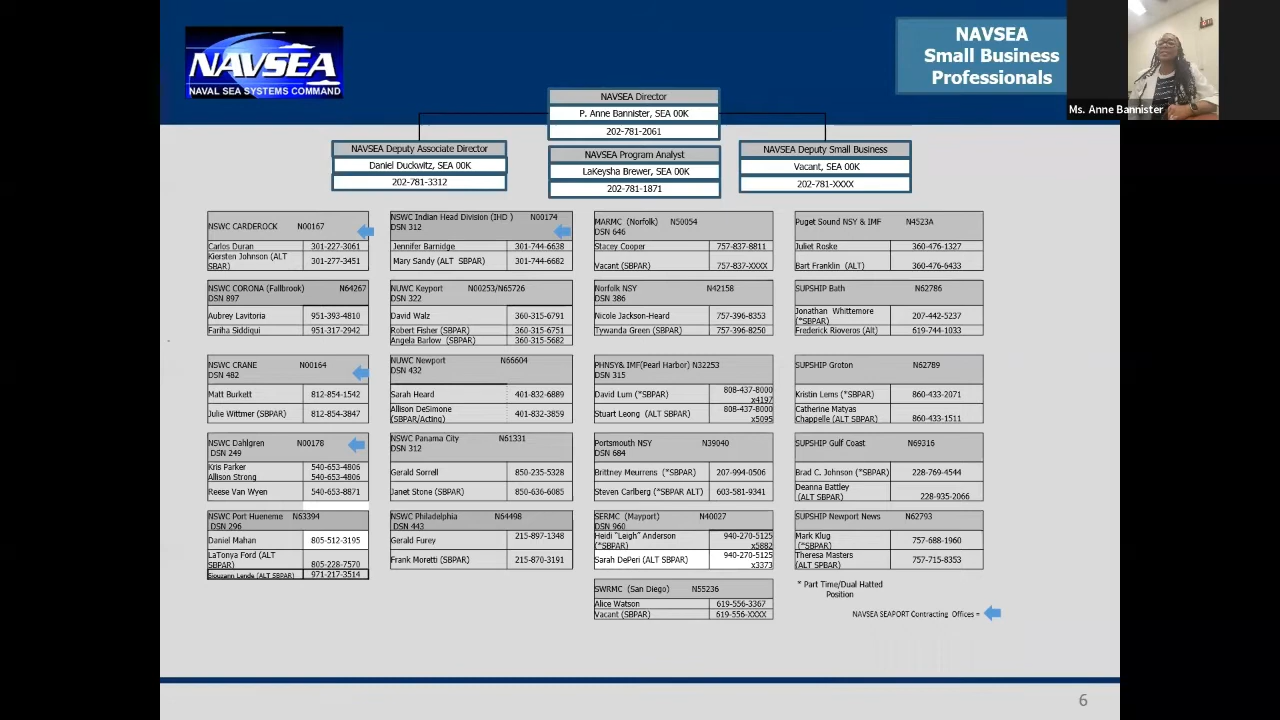 NAVSEA
NAVAL SEA SYSTEMS COMMAND
NAVSEA
Small Business
Professionals
Ms. Anne Bannister
NAVSEA Director
P. Anne Bannister, SEA 00K
202-781-2061
NAVSEA Deputy Associate Director
Daniel Duckwitz, SEA 00K
202-781-3312
NAVSEA Program Analyst
LaKeysha Brewer, SEA 00K
202-781-1871
NAVSEA Deputy Small Business
Vacant, SEA 00K
202-781-XXXX
NSWC CARDEROCK N00167
Carlos Duran 301-227-3061
Kiersten Johnson (ALT
SBAR) 301-277-3451
NSWC CORONA (Fallbrook) N64267
DSN 897
Aubrey Lavitoria 951-393-4810
Fariha Siddiqui 951-317-2942
NSWC CRANE N00164
DSN 482
Matt Burkett 812-854-1542
Julie Wittmer (SBPAR) 812-854-3847
NSWC Dahlgren N00178
DSN 249
Kris Parker 540-653-4806
Allison Strong 540-653-4806
Reese Van Wyen 540-653-8871
NSWC Port Hueneme N63394
DSN 296
Daniel Mahan 805-512-3195
LaTonya Ford (ALT
SBPAR) 805-228-7570
Siouzann Lende (ALT SBPAR) 971-217-3514
NSWC Indian Head Division (IHD ) N00174
DSN 312
Jennifer Barnidge 301-744-6638
Mary Sandy (ALT SBPAR) 301-744-6682
NUWC Keyport N00253/N65726
DSN 322
David Walz 360-315-6791
Robert Fisher (SBPAR) 360-315-6751
Angela Barlow (SBPAR) 360-315-5682
NUWC Newport N66604
DSN 432
Sarah Heard 401-832-6889
Allison DeSimone
(SBPAR/Acting) 401-832-3859
NSWC Panama City N61331
DSN 312
Gerald Sorrell 850-235-5328
Janet Stone (SBPAR) 850-636-6085
NSWC Philadelphia N64498
DSN 443
Gerald Furey 215-897-1348
Frank Moretti (SBPAR) 215-870-3191
MARMC (Norfolk) N50054
DSN 646
Stacey Cooper 757-837-8811
Vacant (SBPAR) 757-837-XXXX
Norfolk NSY N42158
DSN 386
Nicole Jackson-Heard 757-396-8353
Tywanda Green (SBPAR) 757-396-8250
PHNSY& IMF(Pearl Harbor) N32253
DSN 315
David Lum (*SBPAR) 808-437-8000
x4197
Stuart Leong (ALT SBPAR) 808-437-8000
x5095
Portsmouth NSY N39040
DSN 684
Brittney Meurrens (*SBPAR) 207-994-0506
Steven Carlberg (*SBPAR ALT) 603-581-9341
SERMC (Mayport) N40027
DSN 960
Heidi "Leigh" Anderson 940-270-5125
(*SBPAR) x5882
Sarah DePeri (ALT SBPAR) 940-270-5125
x3373
SWRMC (San Diego) N55236
Alice Watson 619-556-3367
Vacant (SBPAR) 619-556-XXXX
Puget Sound NSY & IMF N4523A
Juliet Roske 360-476-1327
Bart Franklin (ALT) 360-476-6433
SUPSHIP Bath N62786
Jonathan Whittemore
(*SBPAR) 207-442-5237
Frederick Rioveros (Alt) 619-744-1033
SUPSHIP Groton N62789
Kristin Lems (*SBPAR) 860-433-2071
Catherine Matyas
Chappelle (ALT SBPAR) 860-433-1511
SUPSHIP Gulf Coast N69316
Brad C. Johnson (*SBPAR) 228-769-4544
Deanna Battley
(ALT SBPAR) 228-935-2066
SUPSHIP Newport News N62793
Mark Klug 757-688-1960
(*SBPAR)
Theresa Masters 757-715-8353
(ALT SPBAR)
* Part Time/Dual Hatted
Position
NAVSEA SEAPORT Contracting Offices =
6